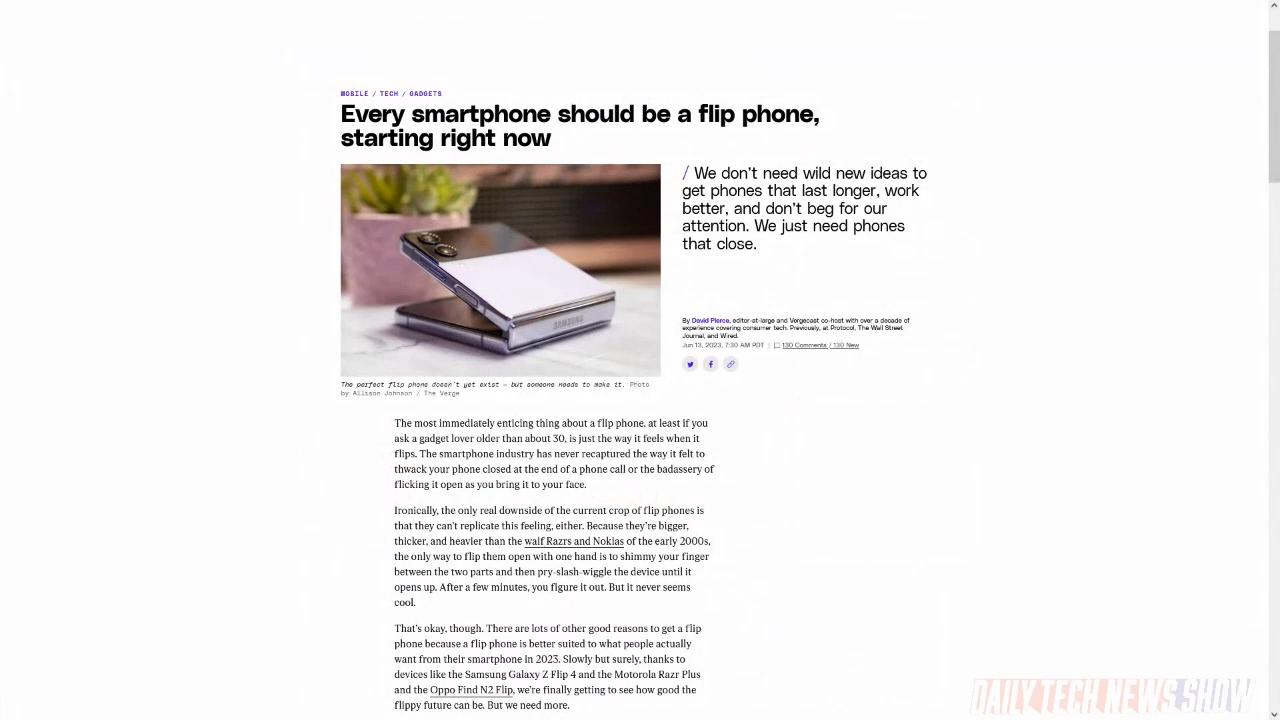 MOBILE / TECH / GADGETS
Every smartphone should be a flip phone,
starting right now
/ We don't need wild new ideas to
get phones that last longer, work
better, and don't beg for our
attention. We just need phones
that close.
SAMSUNG
By David Pierce, editor-at-large and Vergecast co-host with over a decade of
experience covering consumer tech. Previously, at Protocol, The Wall Street
Journal, and Wired.
Jun 13, 2023, 7:30 AM PDT | 130 Comments / 130 New
The perfect flip phone doesn't yet exist — but someone needs to make it. Photo
by Allison Johnson / The Verge
The most immediately enticing thing about a flip phone, at least if you
ask a gadget lover older than about 30, is just the way it feels when it
flips. The smartphone industry has never recaptured the way it felt to
thwack your phone closed at the end of a phone call or the badassery of
flicking it open as you bring it to your face.
Ironically, the only real downside of the current crop of flip phones is
that they can't replicate this feeling, either. Because they're bigger,
thicker, and heavier than the waif Razrs and Nokias of the early 2000s,
the only way to flip them open with one hand is to shimmy your finger
between the two parts and then pry-slash-wiggle the device until it
opens up. After a few minutes, you figure it out. But it never seems
cool.
That's okay, though. There are lots of other good reasons to get a flip
phone because a flip phone is better suited to what people actually
want from their smartphone in 2023. Slowly but surely, thanks to
devices like the Samsung Galaxy Z Flip 4 and the Motorola Razr Plus
and the Oppo Find N2 Flip, we're finally getting to see how good the
flippy future can be. But we need more.
DAILY TECH NEWS SHOW